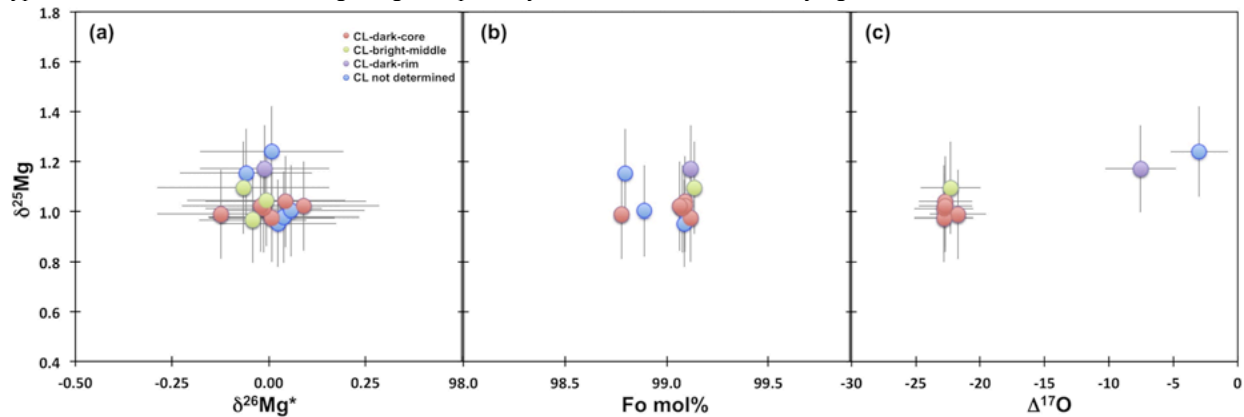 (a)
(b)
(c)
CL-dark-core
CL-bright-middle
CL-dark-rim
CL not determined
1.8
1.6
1.4
1.2
1.0
0.8
0.6
0.4
δ²⁵Mg
-0.50 -0.25 0.00 0.25 98.0 98.5 99.0 99.5 -30 -25 -20 -15 -10 -5 0
δ²⁶Mg* Fo mol% Δ¹⁷O